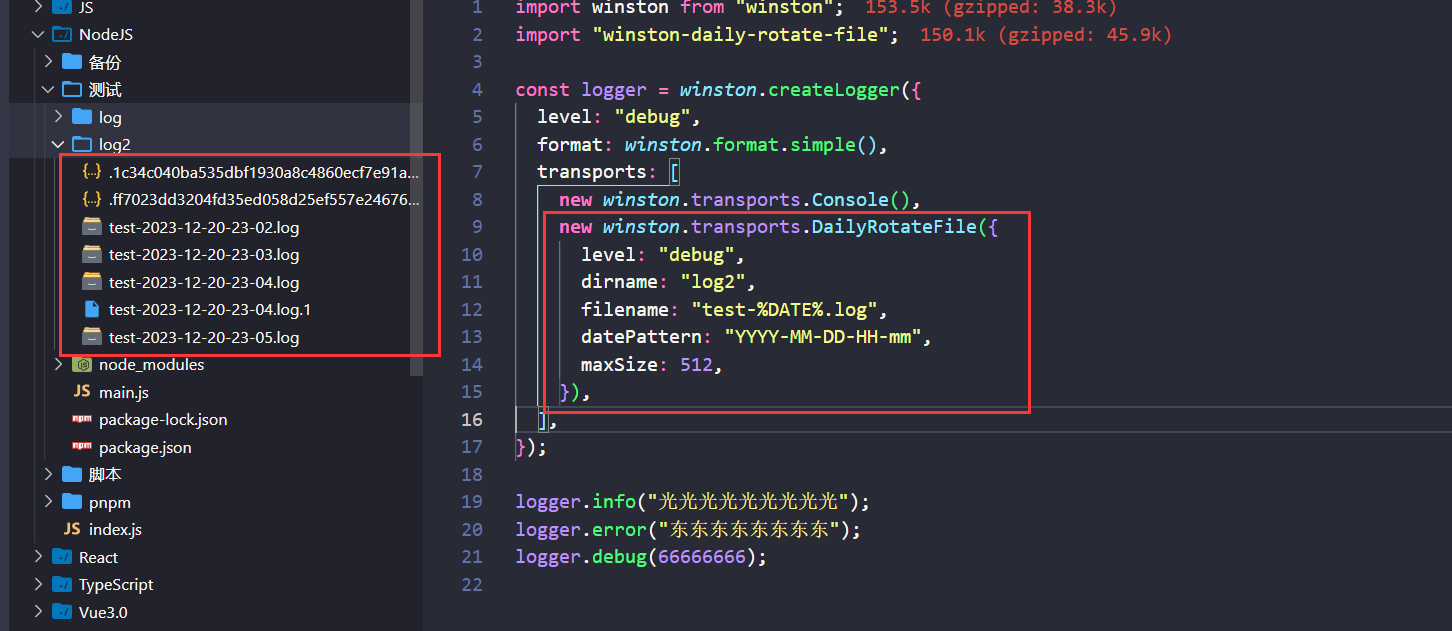 JS
NodeJS
备份
测试
log
log2
.1c34c040ba535dbf1930a8c4860ecf7e91a...
.ff7023dd3204fd35ed058d25ef557e24676...
test-2023-12-20-23-02.log
test-2023-12-20-23-03.log
test-2023-12-20-23-04.log
test-2023-12-20-23-04.log.1
test-2023-12-20-23-05.log
node_modules
JS main.js
npm package-lock.json
npm package.json
脚本
pnpm
JS index.js
React
TypeScript
Vue3.0
1 import winston from "winston"; 153.5k (gzipped: 38.3k)
2 import "winston-daily-rotate-file"; 150.1k (gzipped: 45.9k)
3
4 const logger = winston.createLogger({
5 level: "debug",
6 format: winston.format.simple(),
7 transports: [
8 new winston.transports.Console(),
9 new winston.transports.DailyRotateFile({
10 level: "debug",
11 dirname: "log2",
12 filename: "test-%DATE%.log",
13 datePattern: "YYYY-MM-DD-HH-mm",
14 maxSize: 512,
15 }),
16 ],
17 });
18
19 logger.info("光光光光光光光光光");
20 logger.error("东东东东东东东东");
21 logger.debug(66666666);
22